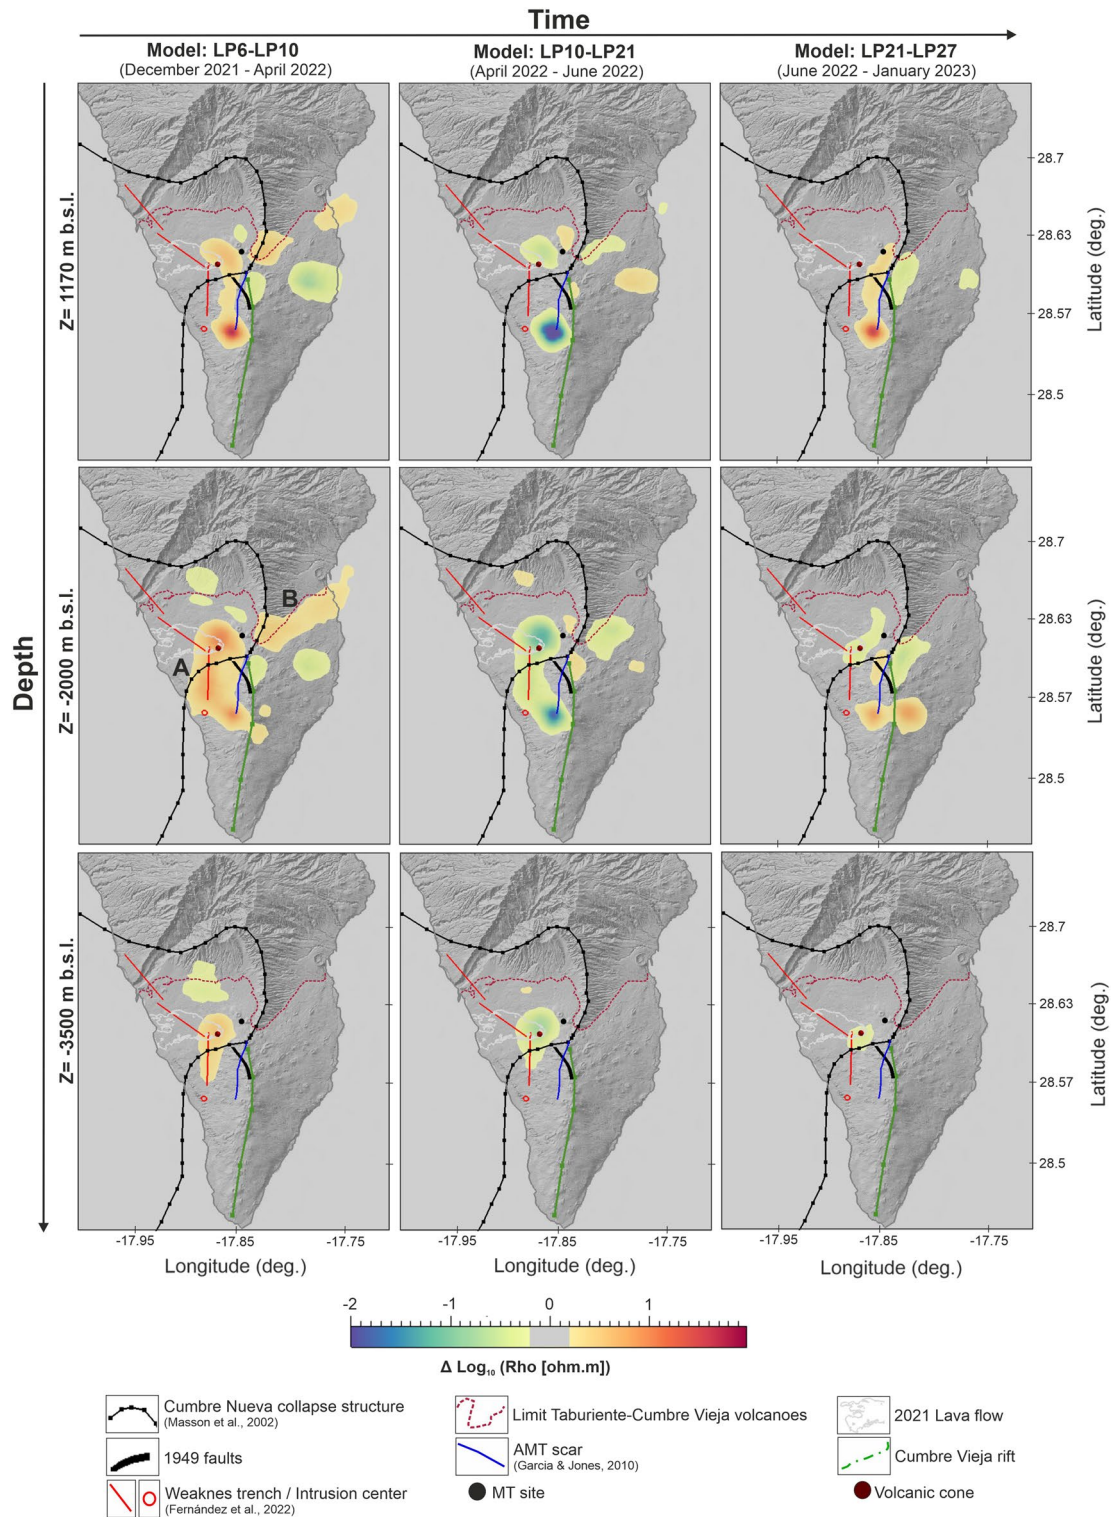 Time
Model: LP6-LP10
(December 2021 - April 2022)
Model: LP10-LP21
(April 2022 - June 2022)
Model: LP21-LP27
(June 2022 - January 2023)
Depth
Z= 1170 m b.s.l.
28.7
28.63
28.57
28.5
Latitude (deg.)
Z= -2000 m b.s.l.
A
B
28.7
28.63
28.57
28.5
Latitude (deg.)
Z= -3500 m b.s.l.
28.7
28.63
28.57
28.5
Latitude (deg.)
-17.95 -17.85 -17.75
-17.95 -17.85 -17.75
-17.95 -17.85 -17.75
Longitude (deg.)
Longitude (deg.)
Longitude (deg.)
-2 -1 0 1
Δ Log₁₀ (Rho [ohm.m])
Cumbre Nueva collapse structure
(Masson et al., 2002)
Limit Taburiente-Cumbre Vieja volcanoes
2021 Lava flow
1949 faults
AMT scar
(Garcia & Jones, 2010)
Cumbre Vieja rift
Weaknes trench / Intrusion center
(Fernández et al., 2022)
MT site
Volcanic cone